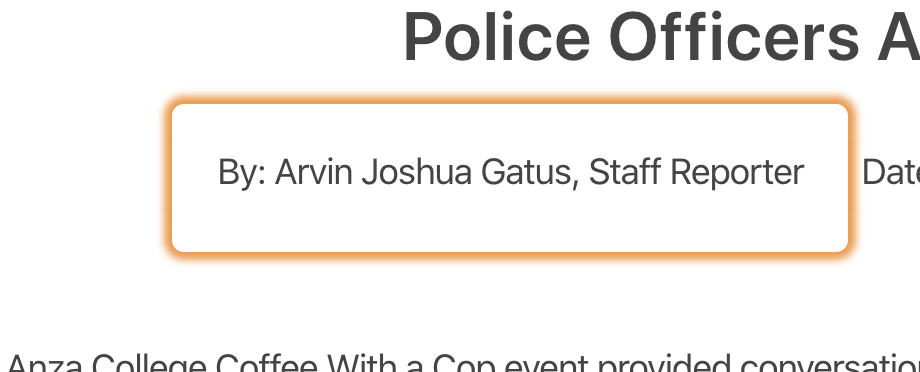 Police Officers A
By: Arvin Joshua Gatus, Staff Reporter Date
Anza College Coffee With a Cop event provided conversation